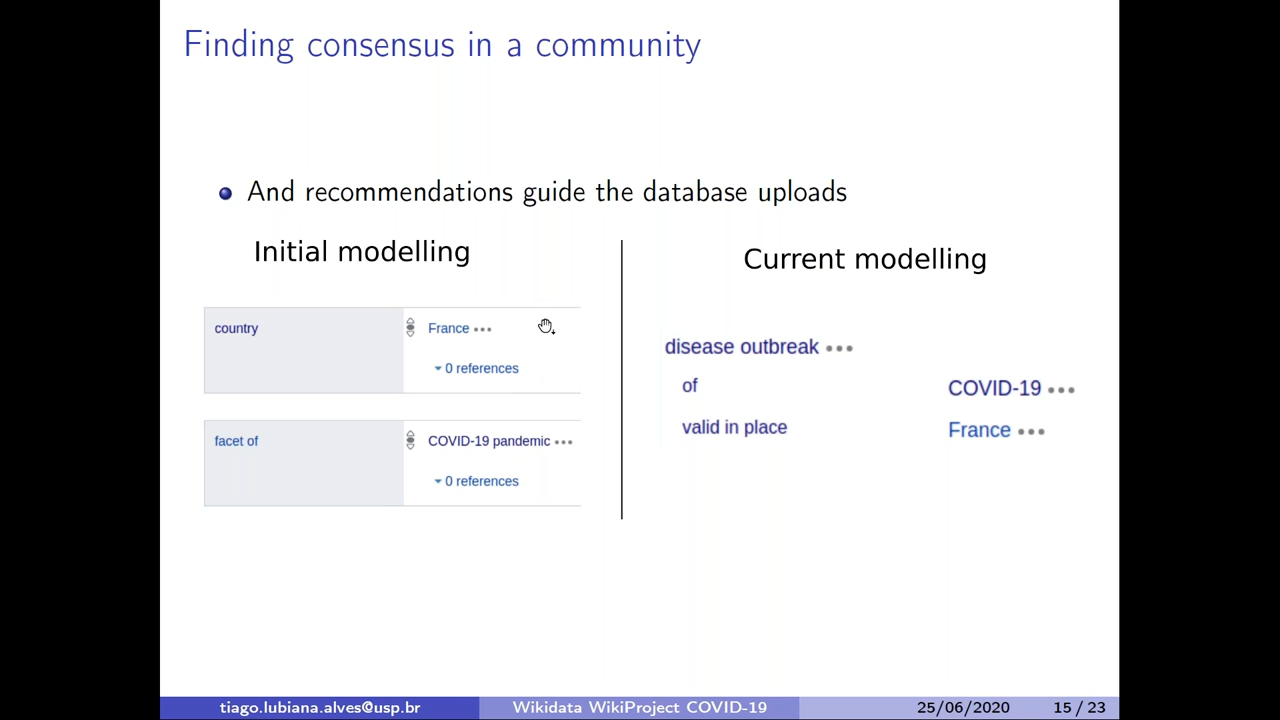 Finding consensus in a community
And recommendations guide the database uploads
Initial modelling
country
France
0 references
facet of
COVID-19 pandemic
0 references
Current modelling
disease outbreak
of COVID-19
valid in place France
tiago.lubiana.alves@usp.br Wikidata WikiProject COVID-19 25/06/2020 15 / 23